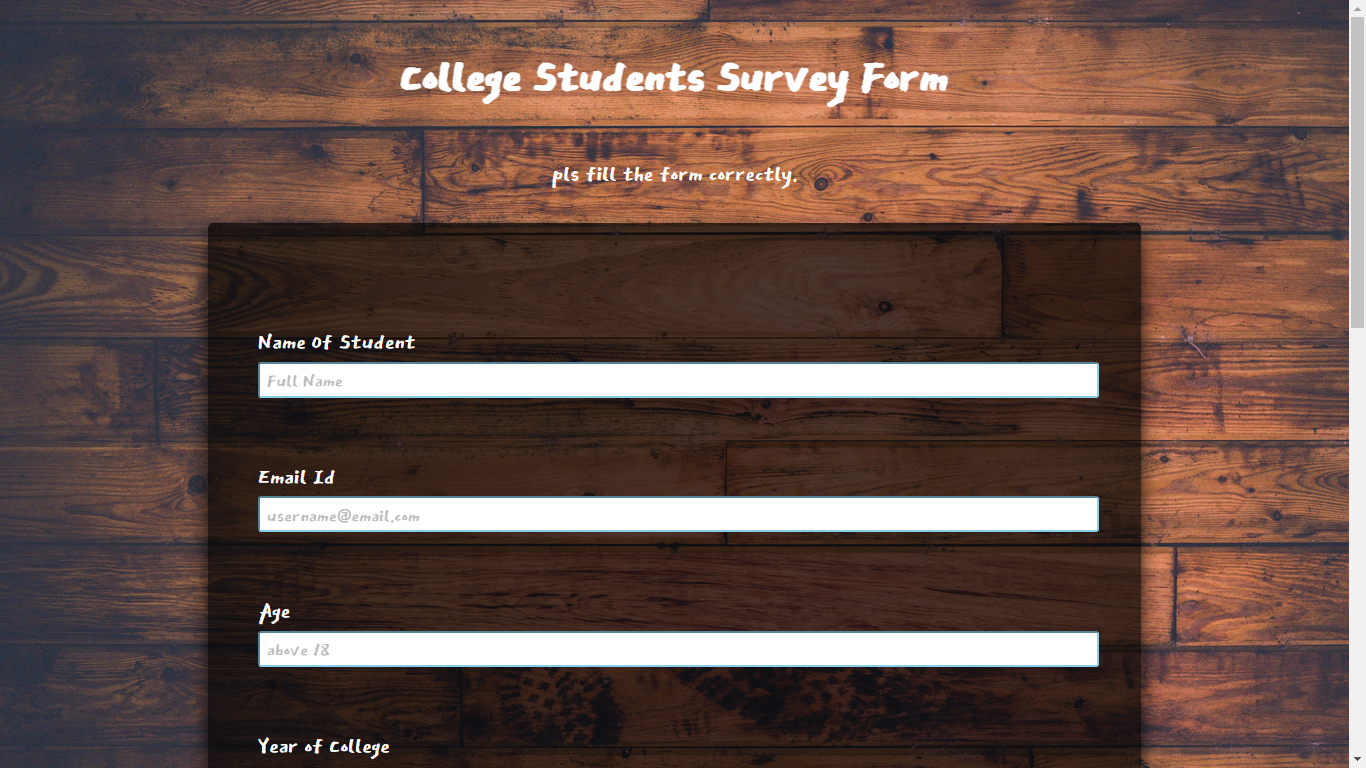 College Students Survey Form
pls fill the form correctly.
Name Of Student
Full Name
Email Id
username@email.com
Age
above 18
Year of College